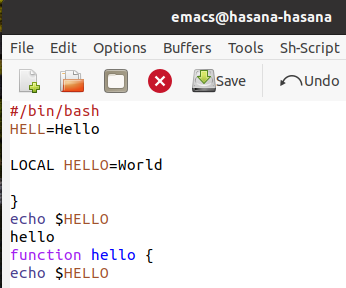 emacs@hasana-hasana
File Edit Options Buffers Tools Sh-Script
Save Undo
#/bin/bash
HELL=Hello
LOCAL HELLO=World
}
echo $HELLO
hello
function hello {
echo $HELLO